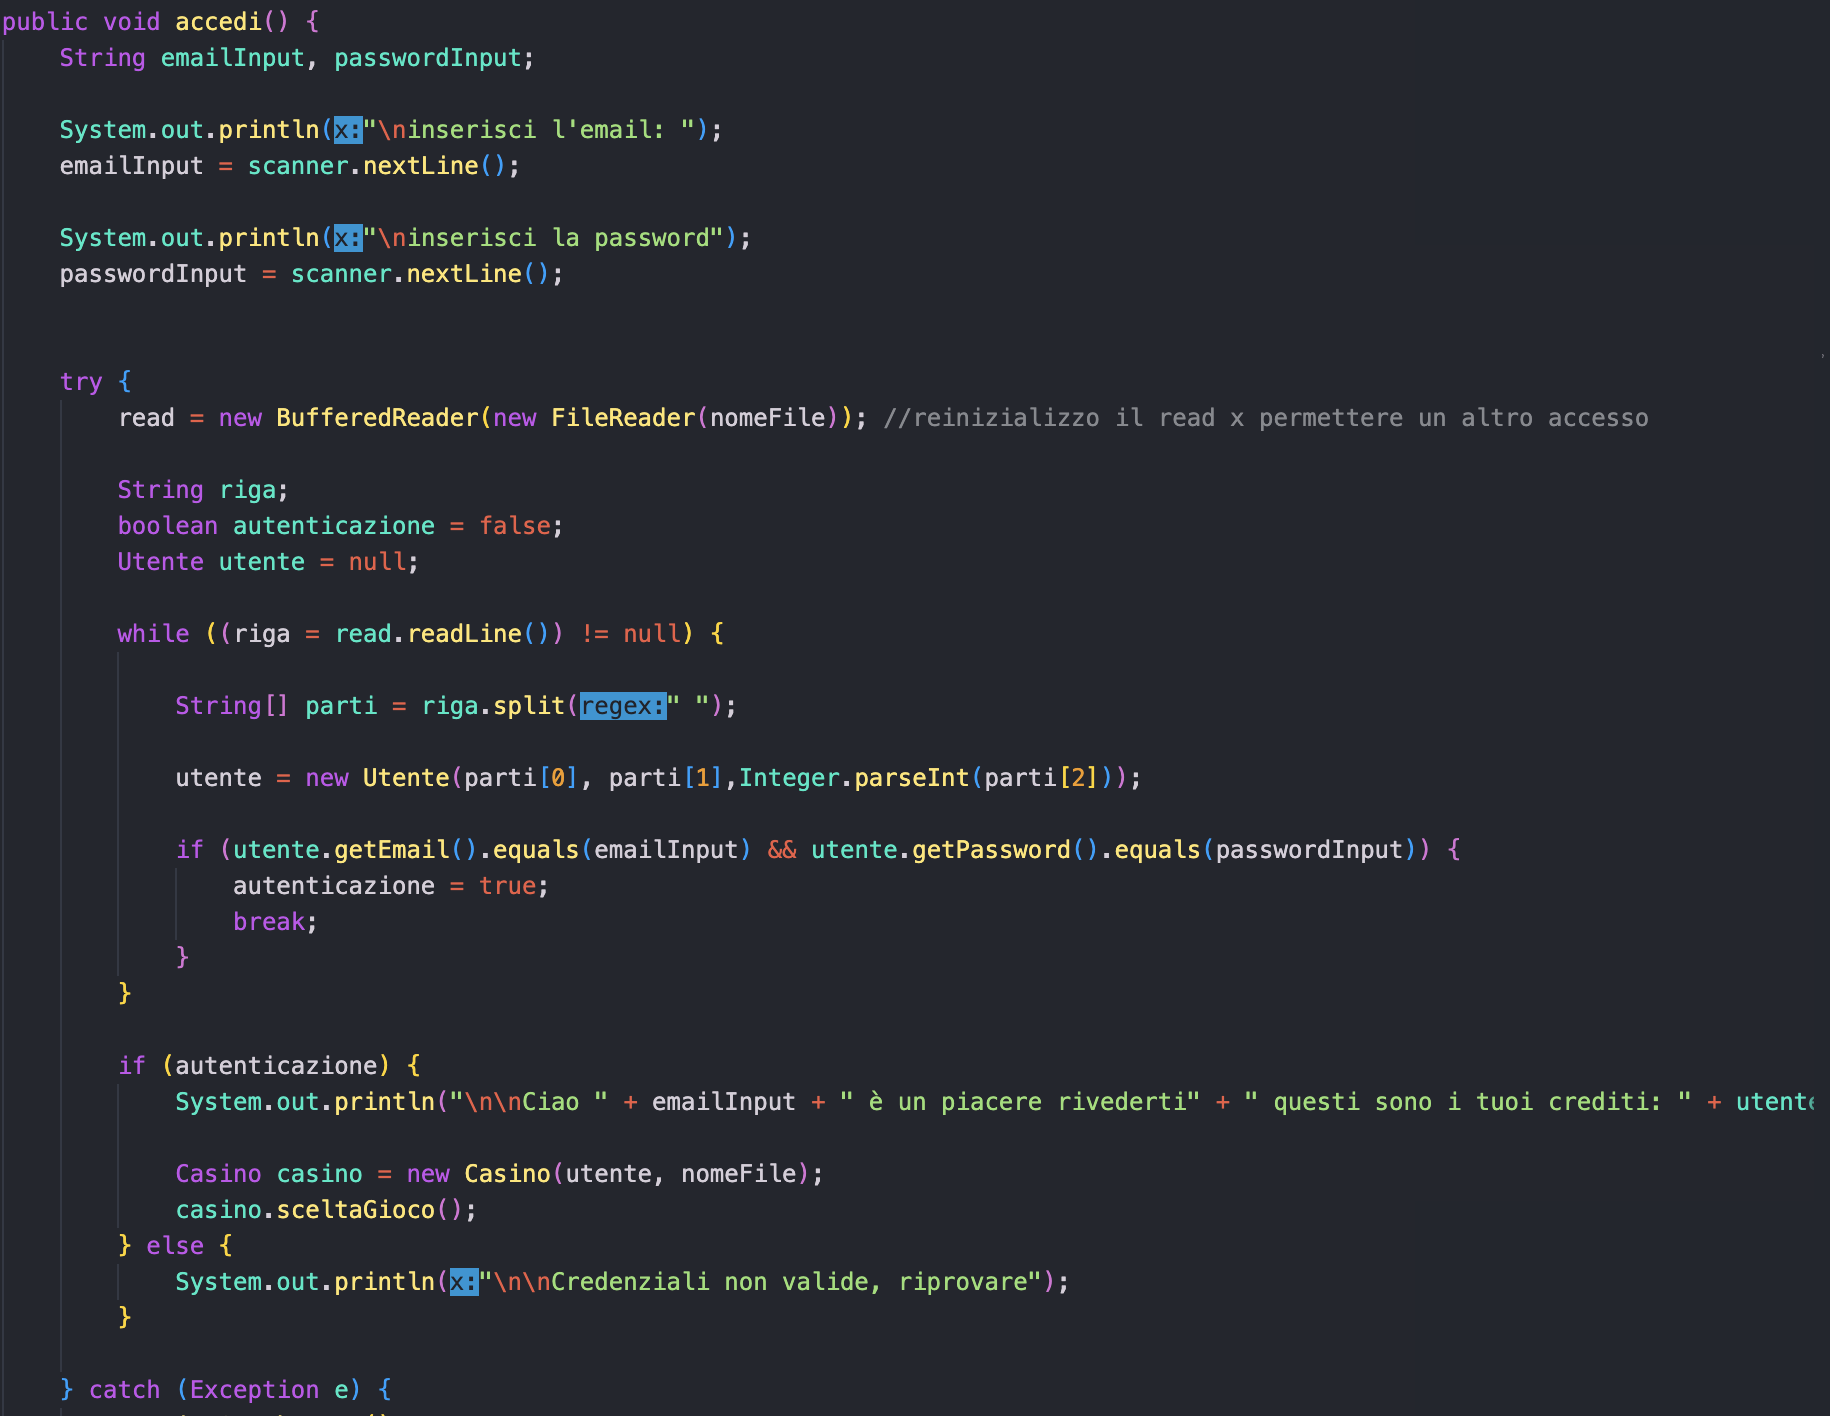 public void accedi() {
    String emailInput, passwordInput;

    System.out.println(x:"\ninserisci l'email: ");
    emailInput = scanner.nextLine();

    System.out.println(x:"\ninserisci la password");
    passwordInput = scanner.nextLine();


    try {
        read = new BufferedReader(new FileReader(nomeFile)); //reinizializzo il read x permettere un altro accesso

        String riga;
        boolean autenticazione = false;
        Utente utente = null;

        while ((riga = read.readLine()) != null) {

            String[] parti = riga.split(regex:" ");

            utente = new Utente(parti[0], parti[1],Integer.parseInt(parti[2]));

            if (utente.getEmail().equals(emailInput) && utente.getPassword().equals(passwordInput)) {
                autenticazione = true;
                break;
            }
        }

        if (autenticazione) {
            System.out.println("\n\nCiao " + emailInput + " è un piacere rivederti" + " questi sono i tuoi crediti: " + utente

            Casino casino = new Casino(utente, nomeFile);
            casino.sceltaGioco();
        } else {
            System.out.println(x:"\n\nCredenziali non valide, riprovare");
        }

    } catch (Exception e) {